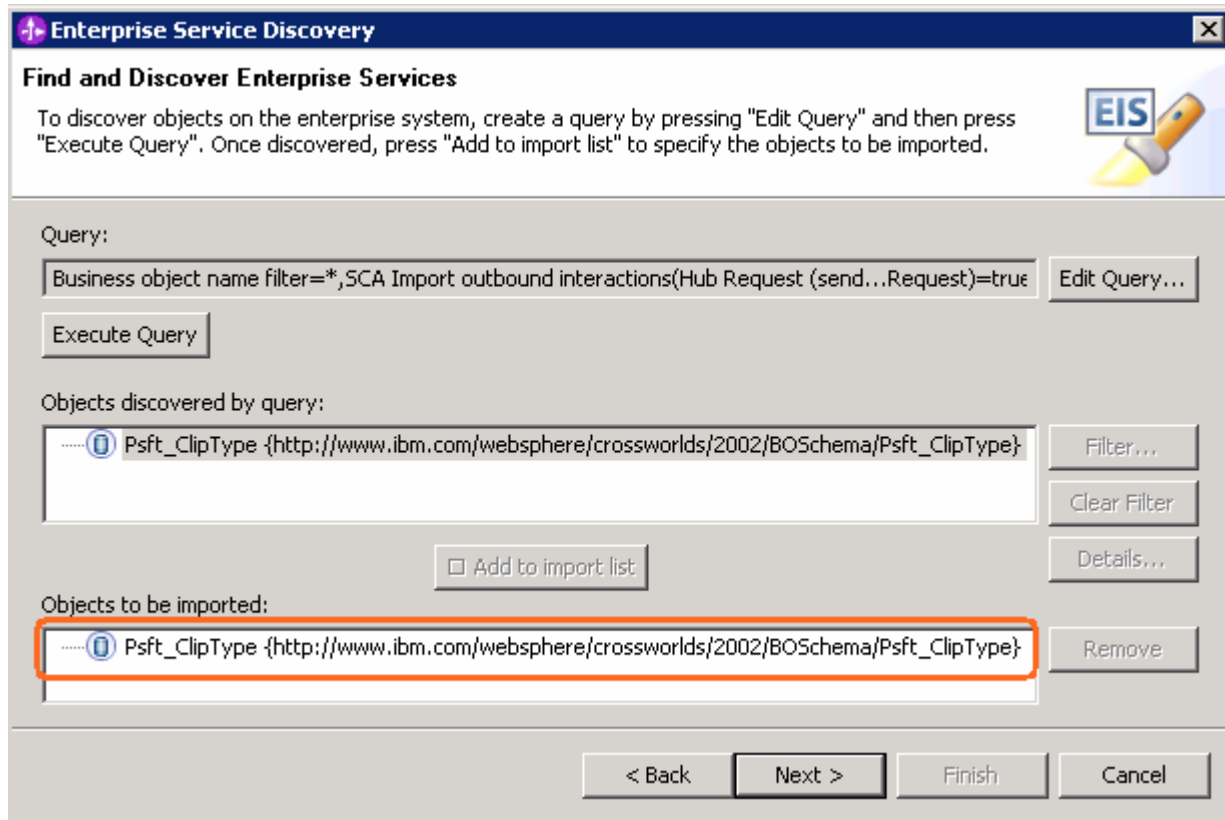 Enterprise Service Discovery
Find and Discover Enterprise Services
To discover objects on the enterprise system, create a query by pressing "Edit Query" and then press
"Execute Query". Once discovered, press "Add to import list" to specify the objects to be imported.
EIS
Query:
Business object name filter=*,SCA Import outbound interactions(Hub Request (send...Request)=true
Edit Query...
Execute Query
Objects discovered by query:
Psft_ClipType {http://www.ibm.com/websphere/crossworlds/2002/BOSchema/Psft_ClipType}
Filter...
Clear Filter
Details...
Add to import list
Objects to be imported:
Psft_ClipType {http://www.ibm.com/websphere/crossworlds/2002/BOSchema/Psft_ClipType}
Remove
< Back
Next >
Finish
Cancel